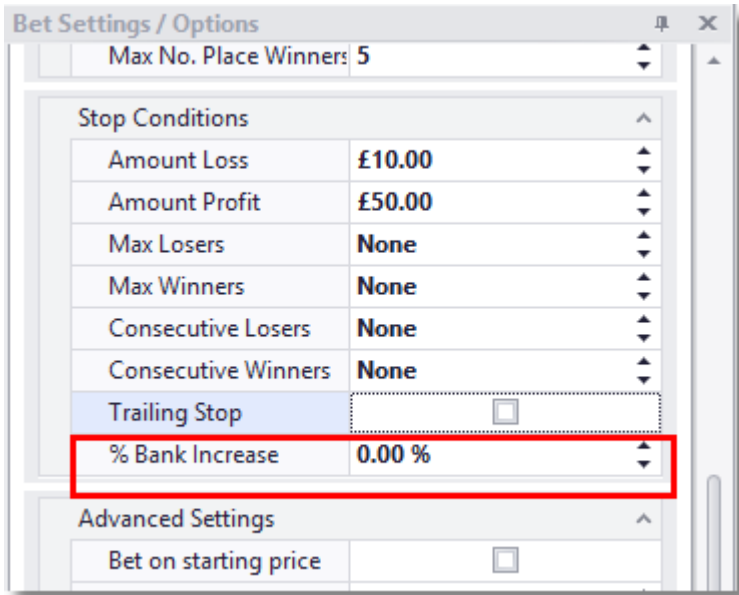 Bet Settings / Options
Max No. Place Winners 5
Stop Conditions
Amount Loss £10.00
Amount Profit £50.00
Max Losers None
Max Winners None
Consecutive Losers None
Consecutive Winners None
Trailing Stop
% Bank Increase 0.00 %
Advanced Settings
Bet on starting price